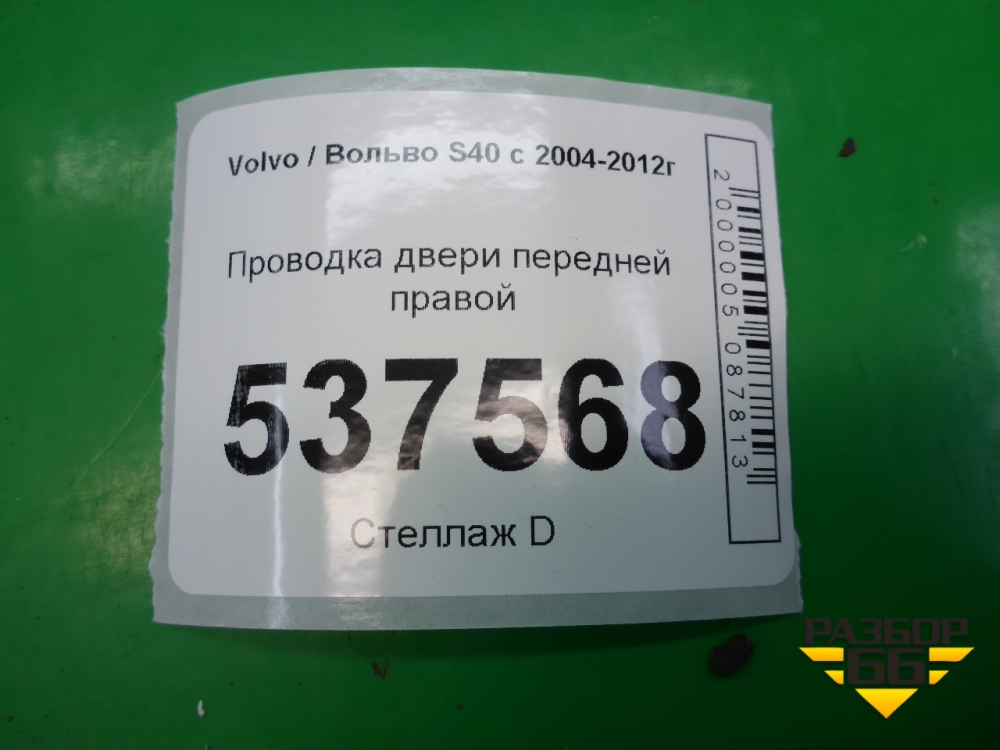 Volvo / Вольво S40 с 2004-2012г
Проводка двери передней
правой
537568
Стеллаж D
2000005087813
РАЗБОР
66